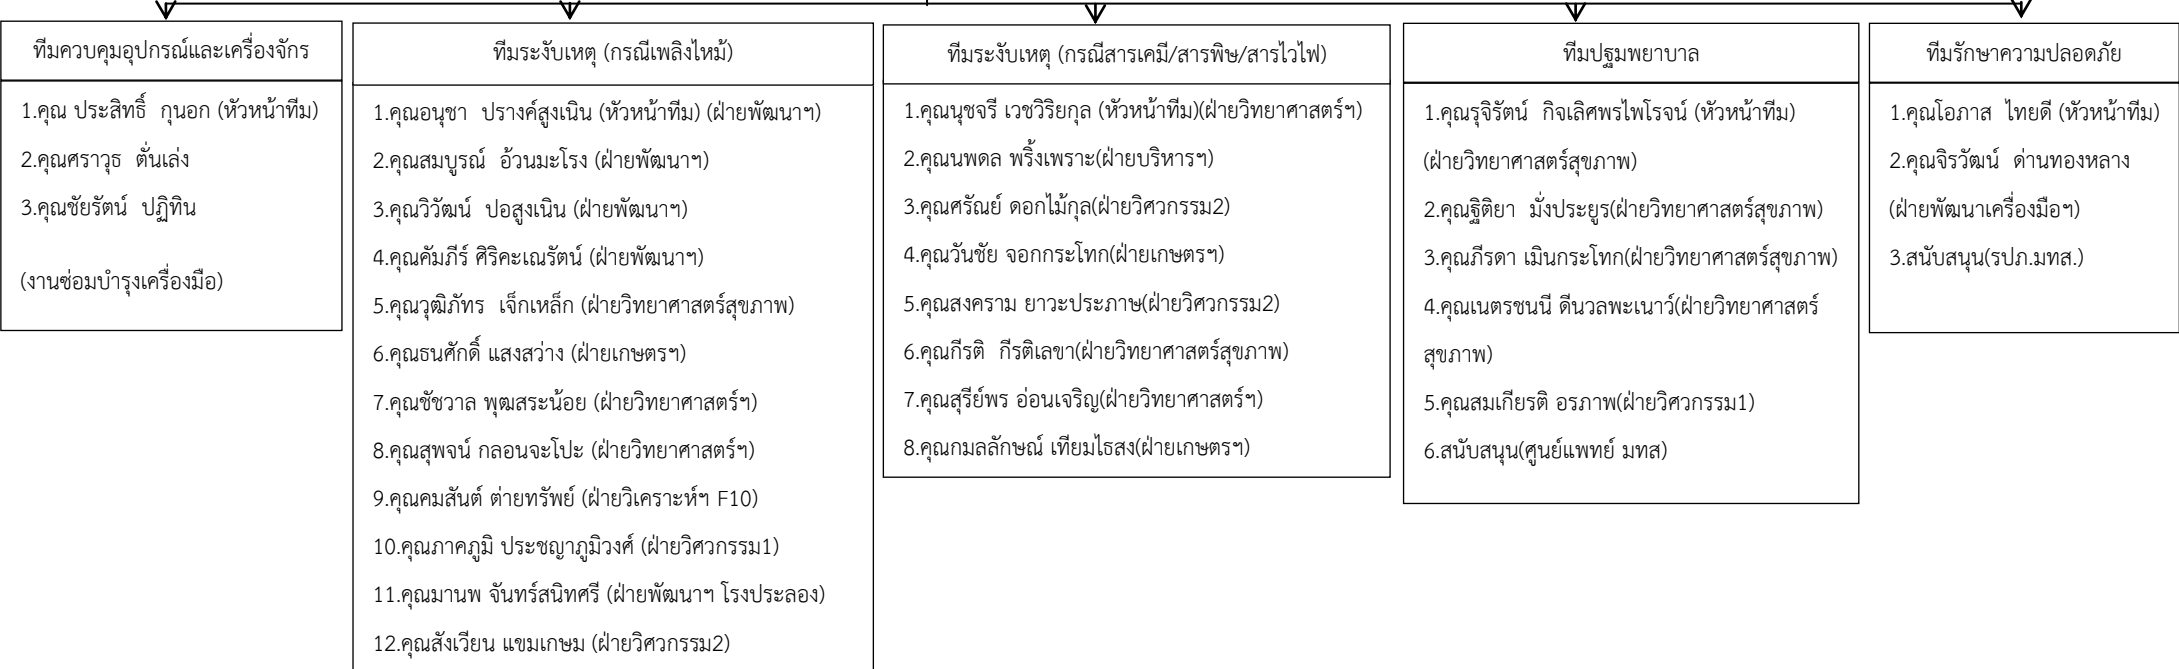 ทีมควบคุมอุปกรณ์และเครื่องจักร
1.คุณ ประสิทธิ์ กุนอก (หัวหน้าทีม)
2.คุณศราวุธ ตั่นเล่ง
3.คุณชัยรัตน์ ปฏิทิน
(งานซ่อมบำรุงเครื่องมือ)
ทีมระงับเหตุ (กรณีเพลิงไหม้)
1.คุณอนุชา ปรางค์สูงเนิน (หัวหน้าทีม) (ฝ่ายพัฒนาฯ)
2.คุณสมบูรณ์ อ้วนมะโรง (ฝ่ายพัฒนาฯ)
3.คุณวิวัฒน์ ปอสูงเนิน (ฝ่ายพัฒนาฯ)
4.คุณคัมภีร์ ศิริคะเณรัตน์ (ฝ่ายพัฒนาฯ)
5.คุณวุฒิภัทร เจ็กเหล็ก (ฝ่ายวิทยาศาสตร์สุขภาพ)
6.คุณธนศักดิ์ แสงสว่าง (ฝ่ายเกษตรฯ)
7.คุณชัชวาล พุฒสระน้อย (ฝ่ายวิทยาศาสตร์ฯ)
8.คุณสุพจน์ กลอนจะโปะ (ฝ่ายวิทยาศาสตร์ฯ)
9.คุณคมสันต์ ต่ายทรัพย์ (ฝ่ายวิเคราะห์ฯ F10)
10.คุณภาคภูมิ ประชญาภูมิวงศ์ (ฝ่ายวิศวกรรม1)
11.คุณมานพ จันทร์สนิทศรี (ฝ่ายพัฒนาฯ โรงประลอง)
12.คุณสังเวียน แขมเกษม (ฝ่ายวิศวกรรม2)
ทีมระงับเหตุ (กรณีสารเคมี/สารพิษ/สารไวไฟ)
1.คุณนุชจรี เวชวิริยกุล (หัวหน้าทีม)(ฝ่ายวิทยาศาสตร์ฯ)
2.คุณนพดล พริ้งเพราะ(ฝ่ายบริหารฯ)
3.คุณศรัณย์ ดอกไม้กุล(ฝ่ายวิศวกรรม2)
4.คุณวันชัย จอกกระโทก(ฝ่ายเกษตรฯ)
5.คุณสงคราม ยาวะประภาษ(ฝ่ายวิศวกรรม2)
6.คุณกีรติ กีรติเลขา(ฝ่ายวิทยาศาสตร์สุขภาพ)
7.คุณสุรีย์พร อ่อนเจริญ(ฝ่ายวิทยาศาสตร์ฯ)
8.คุณกมลลักษณ์ เทียมไธสง(ฝ่ายเกษตรฯ)
ทีมปฐมพยาบาล
1.คุณรุจิรัตน์ กิจเลิศพรไพโรจน์ (หัวหน้าทีม)
(ฝ่ายวิทยาศาสตร์สุขภาพ)
2.คุณฐิติยา มั่งประยูร(ฝ่ายวิทยาศาสตร์สุขภาพ)
3.คุณภีรดา เมินกระโทก(ฝ่ายวิทยาศาสตร์สุขภาพ)
4.คุณเนตรชนนี ดีนวลพะเนาว์(ฝ่ายวิทยาศาสตร์
สุขภาพ)
5.คุณสมเกียรติ อรภาพ(ฝ่ายวิศวกรรม1)
6.สนับสนุน(ศูนย์แพทย์ มทส)
ทีมรักษาความปลอดภัย
1.คุณโอภาส ไทยดี (หัวหน้าทีม)
2.คุณจิรวัฒน์ ด่านทองหลาง
(ฝ่ายพัฒนาเครื่องมือฯ)
3.สนับสนุน(รปภ.มทส.)